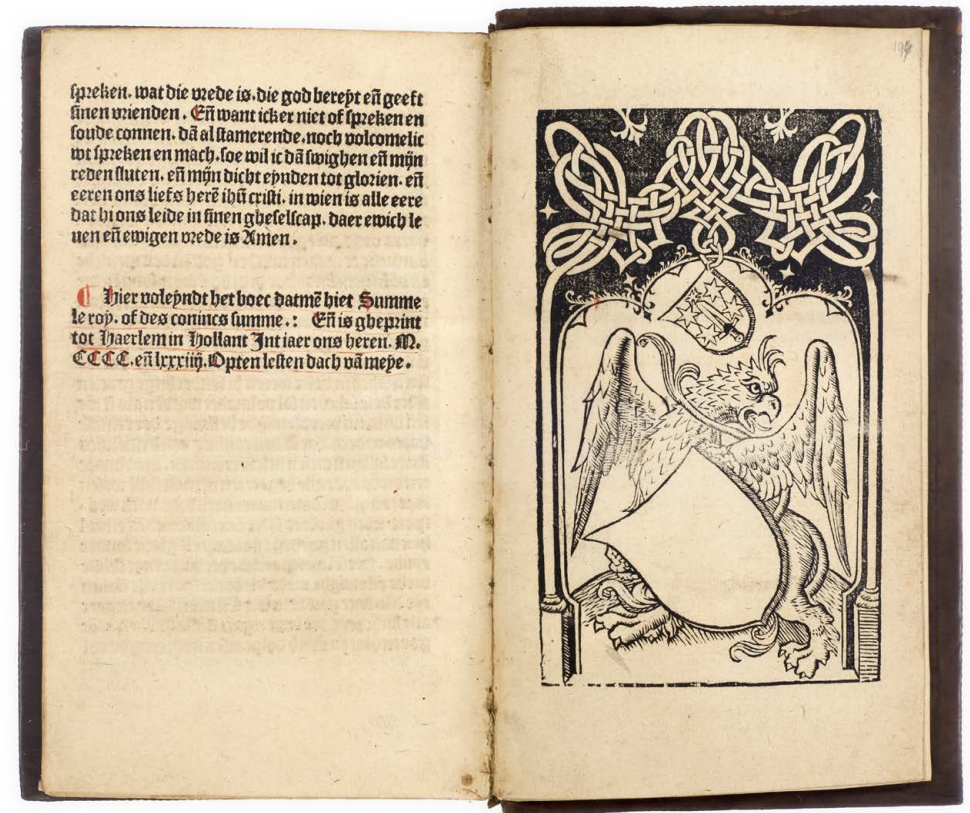 spreken. wat die vrede is. die god bereyt eñ geeft
sinen vrienden. Eñ want icker niet of spreken en
soude connen. dā al stamerende. noch volcomelic
wt spreken en mach. soe wil ic dā swighen eñ mijn
reden sluten. eñ mijn dicht eynden tot glorien. eñ
eeren ons liefs herē ihū cristi. in wien is alle eere
dat hi ons leide in sinen gheselscap. daer ewich le
uen eñ ewigen vrede is Amen.
¶ Hier voleyndt het boec datmē hiet Summe
le roy. of des conincs summe.: Eñ is gheprint
tot Haerlem in Hollant Int iaer ons heren. M.
CCCC. eñ lxxxiiij. Opten lesten dach vā meye.